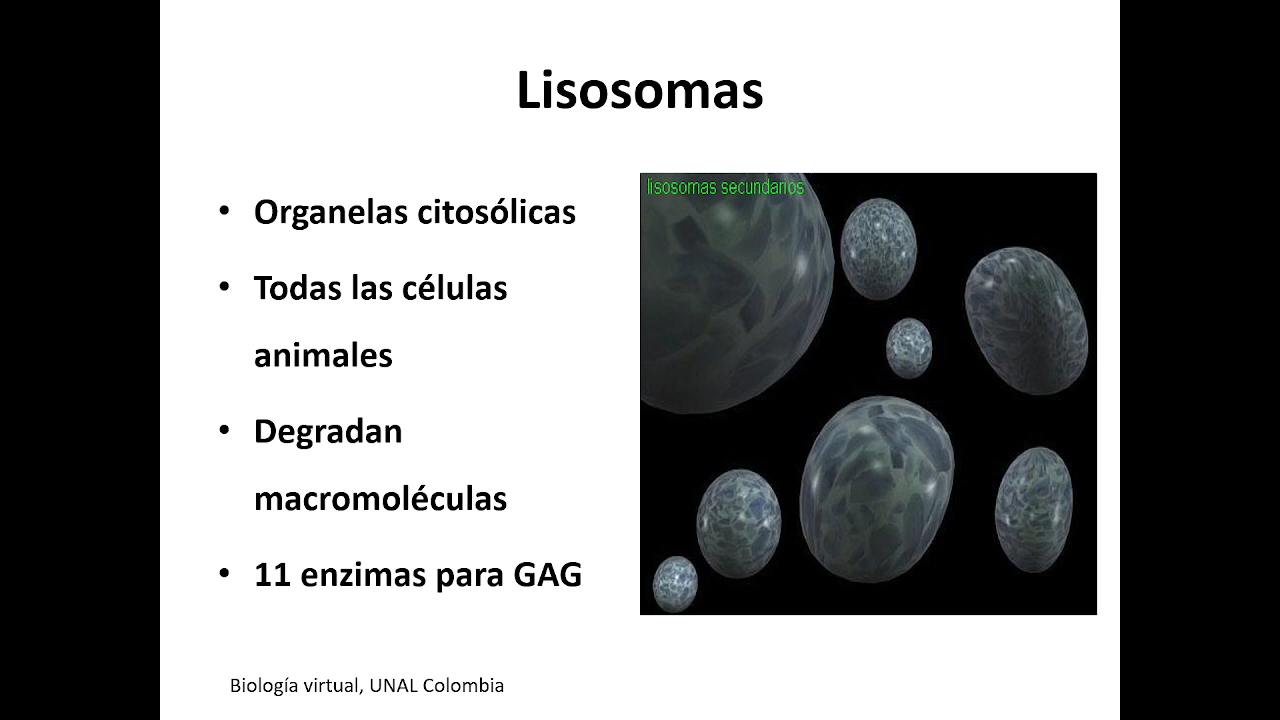 Lisosomas
• Organelas citosólicas
• Todas las células
animales
• Degradan
macromoléculas
• 11 enzimas para GAG
lisosomas secundarios
Biología virtual, UNAL Colombia